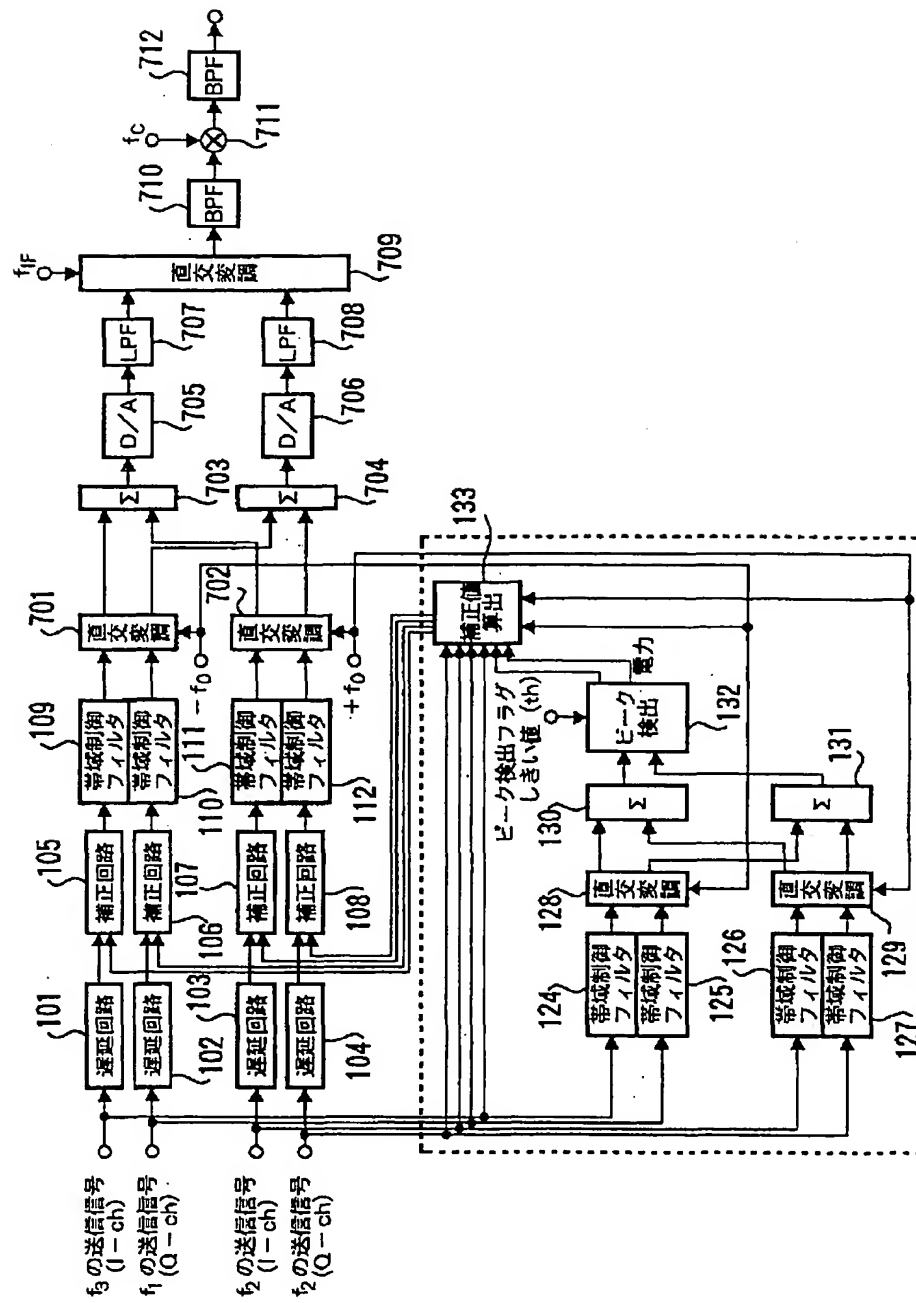 f3 の送信信号
(I-ch)
f1 の送信信号
(Q-ch)
f2 の送信信号
(I-ch)
f2 の送信信号
(Q-ch)
101
遅延回路
遅延回路
102
103
遅延回路
遅延回路
104
105
補正回路
補正回路
106
107
補正回路
補正回路
108
109
帯域制御
フィルタ
帯域制御
フィルタ
110
111
帯域制御
フィルタ
帯域制御
フィルタ
112
701
直交変調
-f0
702
直交変調
+f0
Σ
703
Σ
704
705
D/A
D/A
706
LPF
707
LPF
708
fIF
直交変調
709
710
BPF
fC
711
712
BPF
124
帯域制御
フィルタ
帯域制御
フィルタ
125
126
帯域制御
フィルタ
帯域制御
フィルタ
127
128
直交変調
直交変調
129
130
Σ
Σ
131
ピーク検出フラグ
しきい値 (th)
ピーク
検出
132
電力
133
補正値
算出